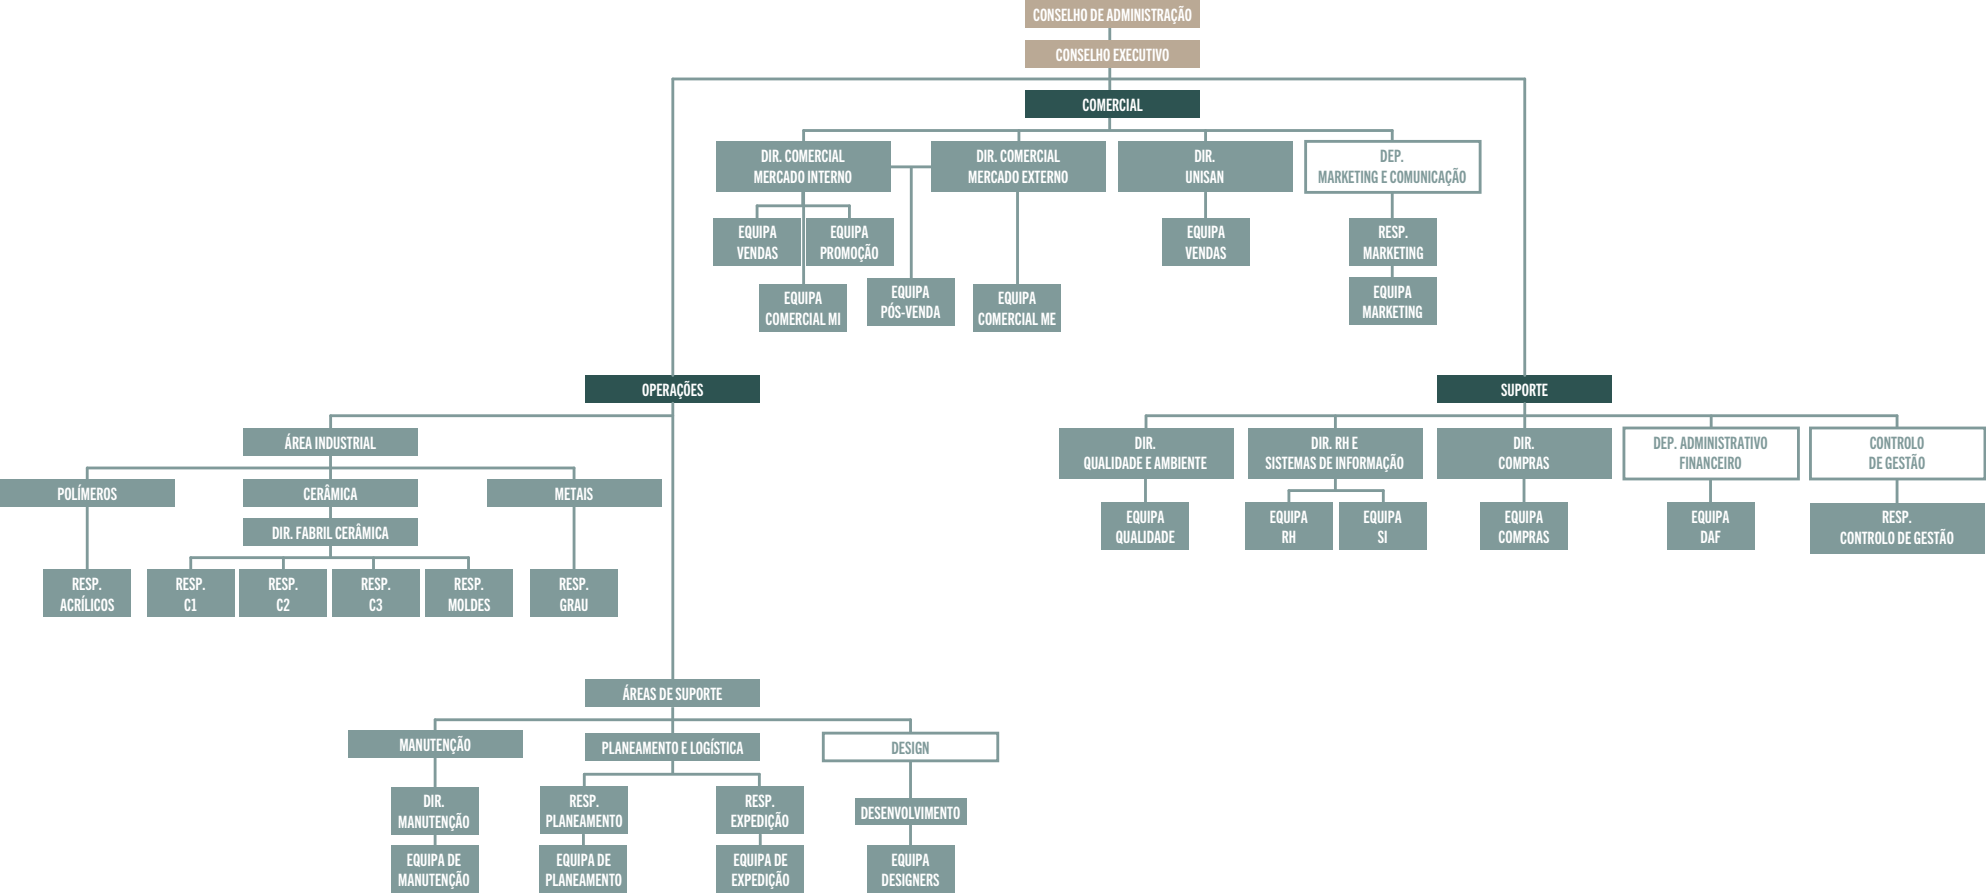 CONSELHO DE ADMINISTRAÇÃO
CONSELHO EXECUTIVO
COMERCIAL
DIR. COMERCIAL
MERCADO INTERNO
DIR. COMERCIAL
MERCADO EXTERNO
DIR.
UNISAN
DEP.
MARKETING E COMUNICAÇÃO
EQUIPA
VENDAS
EQUIPA
PROMOÇÃO
EQUIPA
VENDAS
RESP.
MARKETING
EQUIPA
COMERCIAL MI
EQUIPA
PÓS-VENDA
EQUIPA
COMERCIAL ME
EQUIPA
MARKETING
OPERAÇÕES
SUPORTE
ÁREA INDUSTRIAL
DIR.
QUALIDADE E AMBIENTE
DIR. RH E
SISTEMAS DE INFORMAÇÃO
DIR.
COMPRAS
DEP. ADMINISTRATIVO
FINANCEIRO
CONTROLO
DE GESTÃO
POLÍMEROS
CERÂMICA
METAIS
DIR. FABRIL CERÂMICA
EQUIPA
QUALIDADE
EQUIPA
RH
EQUIPA
SI
EQUIPA
COMPRAS
EQUIPA
DAF
RESP.
CONTROLO DE GESTÃO
RESP.
ACRÍLICOS
RESP.
C1
RESP.
C2
RESP.
C3
RESP.
MOLDES
RESP.
GRAU
ÁREAS DE SUPORTE
MANUTENÇÃO
PLANEAMENTO E LOGÍSTICA
DESIGN
DIR.
MANUTENÇÃO
RESP.
PLANEAMENTO
RESP.
EXPEDIÇÃO
DESENVOLVIMENTO
EQUIPA DE
MANUTENÇÃO
EQUIPA DE
PLANEAMENTO
EQUIPA DE
EXPEDIÇÃO
EQUIPA
DESIGNERS